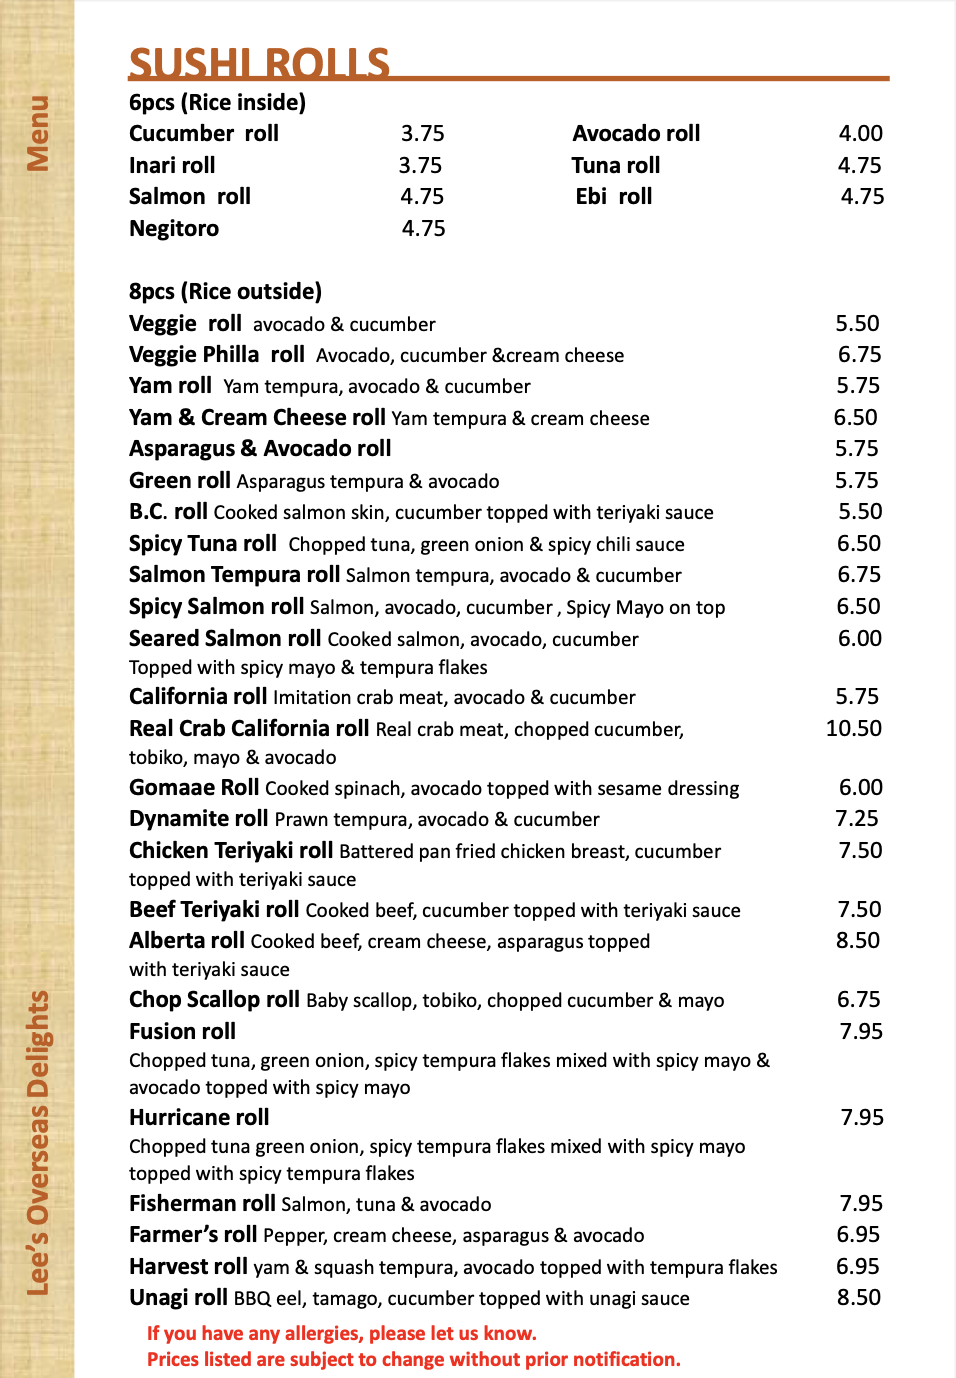 Menu
Lee's Overseas Delights
SUSHI ROLLS
6pcs (Rice inside)
Cucumber roll 3.75 Avocado roll 4.00
Inari roll 3.75 Tuna roll 4.75
Salmon roll 4.75 Ebi roll 4.75
Negitoro 4.75
8pcs (Rice outside)
Veggie roll avocado & cucumber 5.50
Veggie Philla roll Avocado, cucumber &cream cheese 6.75
Yam roll Yam tempura, avocado & cucumber 5.75
Yam & Cream Cheese roll Yam tempura & cream cheese 6.50
Asparagus & Avocado roll 5.75
Green roll Asparagus tempura & avocado 5.75
B.C. roll Cooked salmon skin, cucumber topped with teriyaki sauce 5.50
Spicy Tuna roll Chopped tuna, green onion & spicy chili sauce 6.50
Salmon Tempura roll Salmon tempura, avocado & cucumber 6.75
Spicy Salmon roll Salmon, avocado, cucumber , Spicy Mayo on top 6.50
Seared Salmon roll Cooked salmon, avocado, cucumber 6.00
Topped with spicy mayo & tempura flakes
California roll Imitation crab meat, avocado & cucumber 5.75
Real Crab California roll Real crab meat, chopped cucumber, 10.50
tobiko, mayo & avocado
Gomaae Roll Cooked spinach, avocado topped with sesame dressing 6.00
Dynamite roll Prawn tempura, avocado & cucumber 7.25
Chicken Teriyaki roll Battered pan fried chicken breast, cucumber 7.50
topped with teriyaki sauce
Beef Teriyaki roll Cooked beef, cucumber topped with teriyaki sauce 7.50
Alberta roll Cooked beef, cream cheese, asparagus topped 8.50
with teriyaki sauce
Chop Scallop roll Baby scallop, tobiko, chopped cucumber & mayo 6.75
Fusion roll 7.95
Chopped tuna, green onion, spicy tempura flakes mixed with spicy mayo &
avocado topped with spicy mayo
Hurricane roll 7.95
Chopped tuna green onion, spicy tempura flakes mixed with spicy mayo
topped with spicy tempura flakes
Fisherman roll Salmon, tuna & avocado 7.95
Farmer's roll Pepper, cream cheese, asparagus & avocado 6.95
Harvest roll yam & squash tempura, avocado topped with tempura flakes 6.95
Unagi roll BBQ eel, tamago, cucumber topped with unagi sauce 8.50
If you have any allergies, please let us know.
Prices listed are subject to change without prior notification.